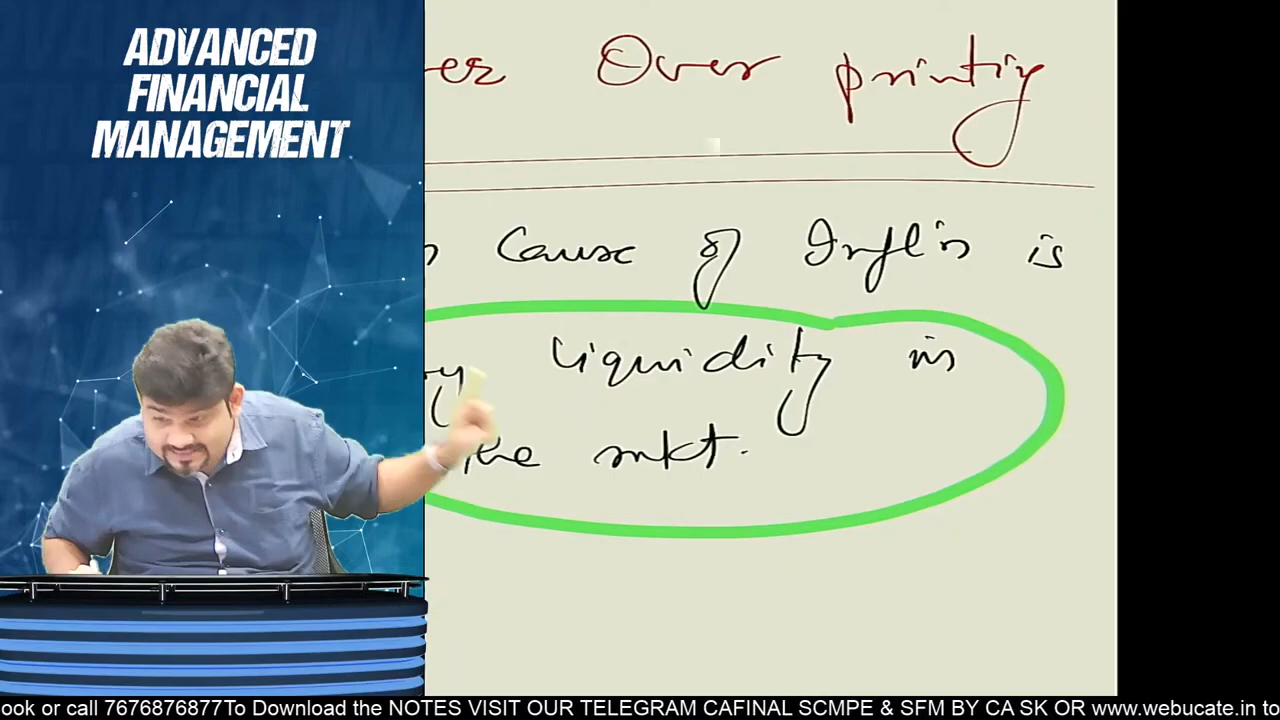 ADVANCED
FINANCIAL
MANAGEMENT
Over printing
Cause of Infl'n is
liquidity in
the mkt.
ook or call 7676876877To Download the NOTES VISIT OUR TELEGRAM CAFINAL SCMPE & SFM BY CA SK OR www.webucate.in to